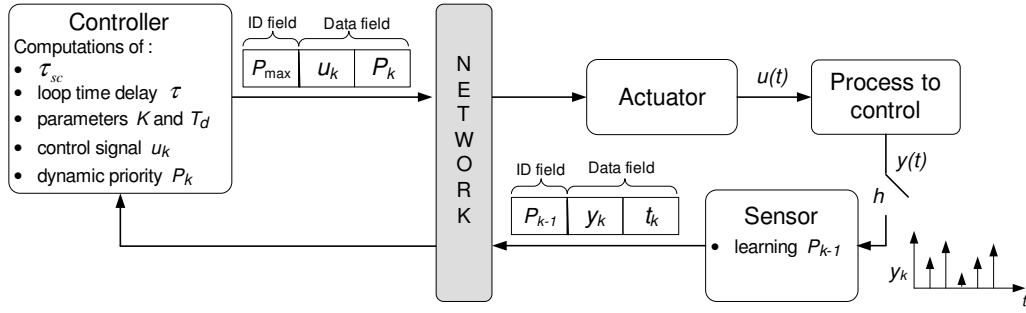 Controller
Computations of :
• τsc
• loop time delay τ
• parameters K and Td
• control signal uk
• dynamic priority Pk
ID field Data field
Pmax uk Pk
NETWORK
Actuator
u(t)
Process to
control
y(t)
h
ID field Data field
Pk-1 yk tk
Sensor
• learning Pk-1
yk
t